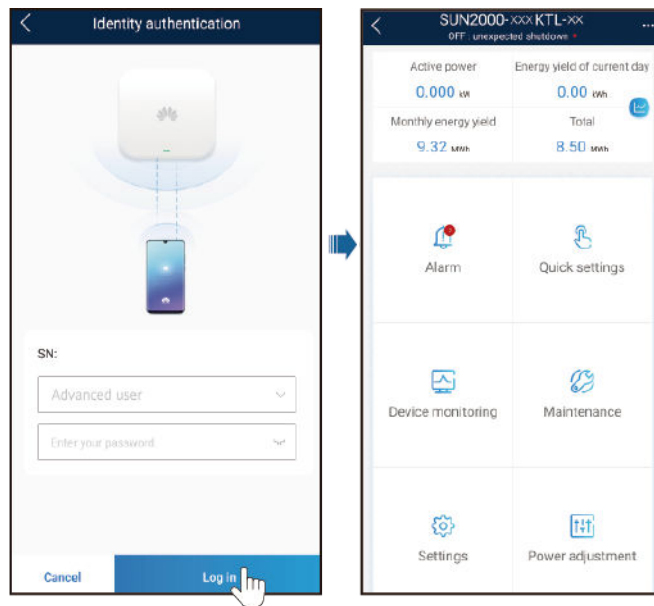 Identity authentication
SN:
Advanced user
Enter your password.
Cancel
Log in
SUN2000-×××KTL-××
OFF : unexpected shutdown
Active power
Energy yield of current day
0.000 kW
0.00 kWh
Monthly energy yield
Total
9.32 MWh
8.50 MWh
Alarm
Quick settings
Device monitoring
Maintenance
Settings
Power adjustment